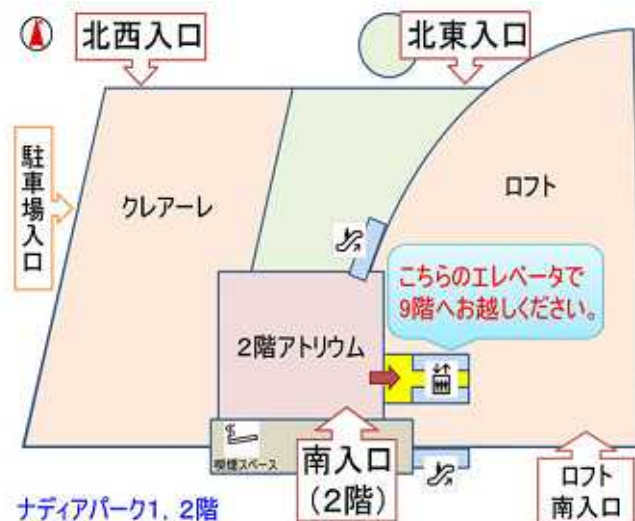 北西入口
北東入口
駐車場入口
クレアーレ
ロフト
こちらのエレベータで
9階へお越しください。
2階アトリウム
喫煙スペース
南入口
(2階)
ロフト
南入口
ナディアパーク1, 2階